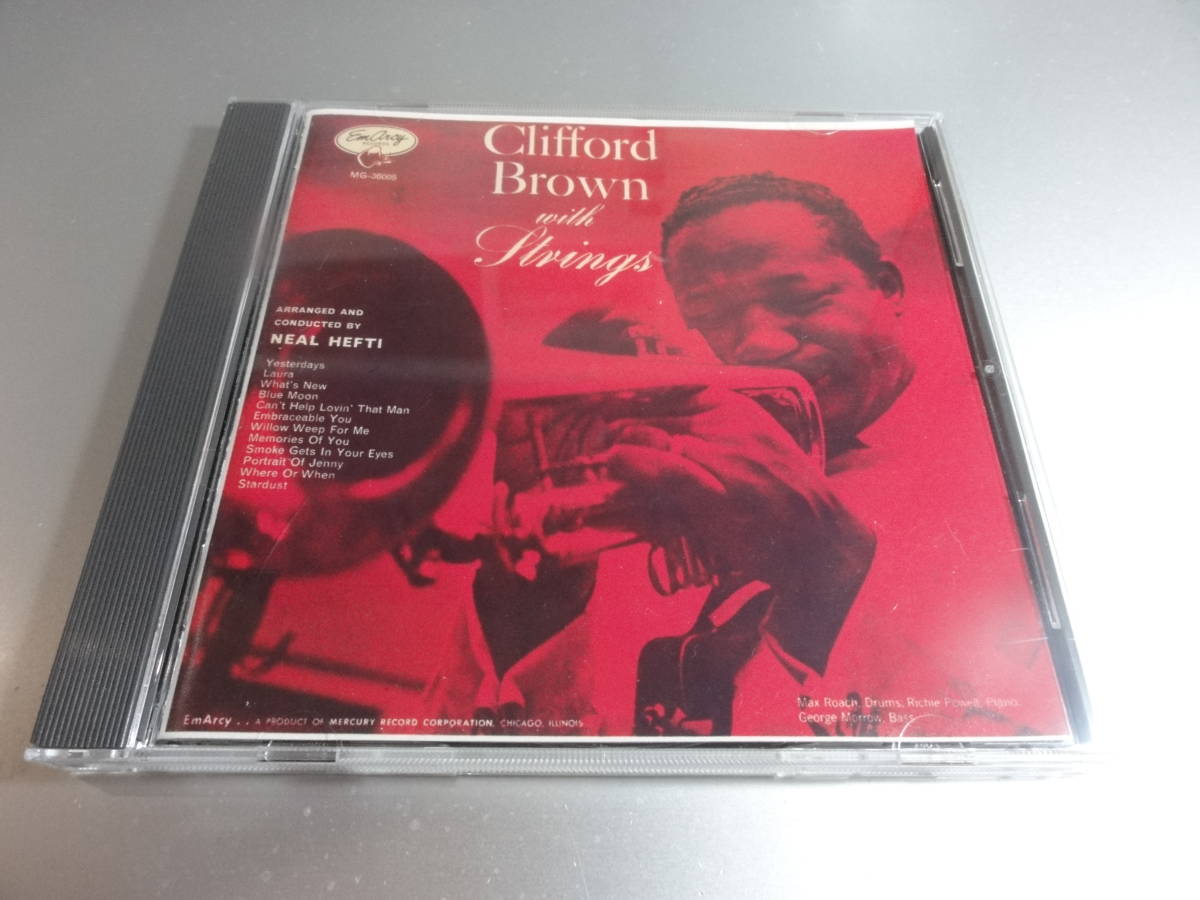 EmArcy
RECORDS
MG-36005
Clifford
Brown
with
Strings
ARRANGED AND
CONDUCTED BY
NEAL HEFTI
Yesterdays
Laura
What's New
Blue Moon
Can't Help Lovin' That Man
Embraceable You
Willow Weep For Me
Memories Of You
Smoke Gets In Your Eyes
Portrait Of Jenny
Where Or When
Stardust
Max Roach, Drums, Richie Powell, Piano,
George Morrow, Bass
EmArcy . . A PRODUCT OF MERCURY RECORD CORPORATION, CHICAGO, ILLINOIS